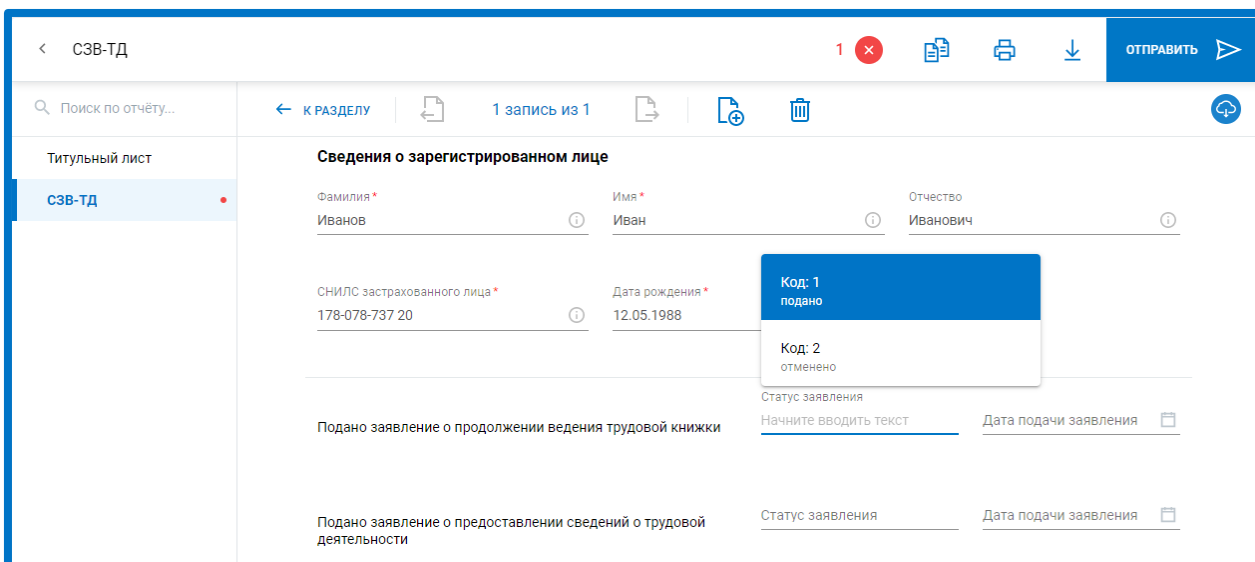 СЗВ-ТД
1
ОТПРАВИТЬ
Поиск по отчёту...
К РАЗДЕЛУ
1 запись из 1
Титульный лист
СЗВ-ТД
Сведения о зарегистрированном лице
Фамилия *
Имя *
Отчество
Иванов
Иван
Иванович
СНИЛС застрахованного лица *
Дата рождения *
178-078-737 20
12.05.1988
Код: 1
подано
Код: 2
отменено
Подано заявление о продолжении ведения трудовой книжки
Статус заявления
Начните вводить текст
Дата подачи заявления
Подано заявление о предоставлении сведений о трудовой
деятельности
Статус заявления
Дата подачи заявления